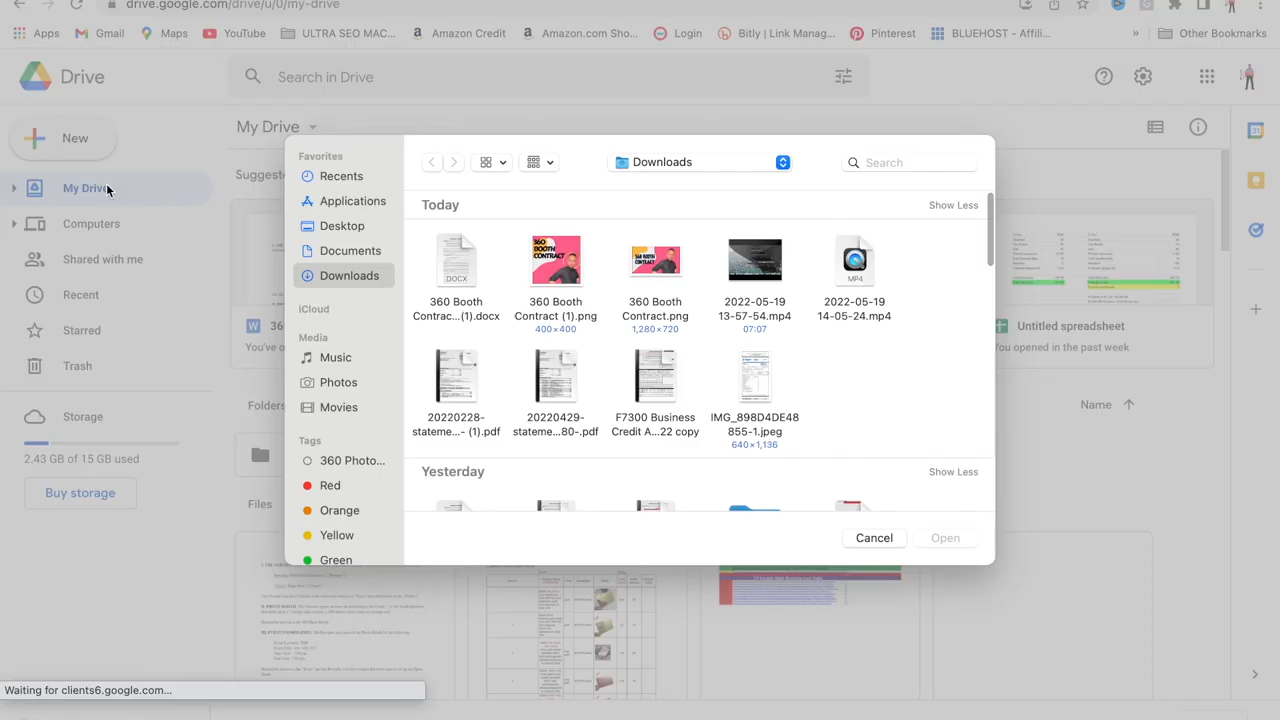 drive.google.com/drive/u/0/my-drive
Apps
Gmail
Maps
Youtube
ULTRA SEO MAC...
Amazon Credit
Amazon.com Sho...
Login
Bitly | Link Manag...
Pinterest
BLUEHOST - Affili...
»
Other Bookmarks
Drive
Search in Drive
New
My Drive
My Drive
Computers
Shared with me
Recent
Starred
Trash
Storage
2.43 GB of 15 GB used
Buy storage
Favorites
Recents
Applications
Desktop
Documents
Downloads
iCloud
Media
Music
Photos
Movies
Tags
360 Photo...
Red
Orange
Yellow
Green
Downloads
Search
Today
Show Less
DOCX
360 Booth
Contrac...(1).docx
360 BOOTH
CONTRACT
360 Booth
Contract (1).png
400×400
360 Booth
Contract.png
1,280×720
2022-05-19
13-57-54.mp4
07:07
MP4
2022-05-19
14-05-24.mp4
20220228-
stateme...- (1).pdf
20220429-
stateme...80-.pdf
F7300 Business
Credit A...22 copy
IMG_898D4DE48
855-1.jpeg
640×1,136
Yesterday
Show Less
Cancel
Open
Untitled spreadsheet
You opened in the past week
Name
Files
Waiting for clients6.google.com...